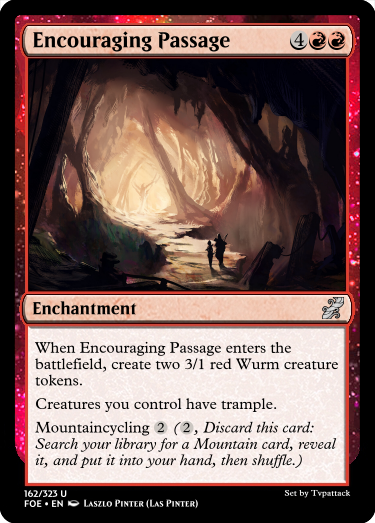 Encouraging Passage 4
Enchantment
When Encouraging Passage enters the
battlefield, create two 3/1 red Wurm creature
tokens.
Creatures you control have trample.
Mountaincycling 2 (2, Discard this card:
Search your library for a Mountain card, reveal
it, and put it into your hand, then shuffle.)
162/323 U
Set by Tvpattack
FOE • EN Laszlo Pinter (Las Pinter)